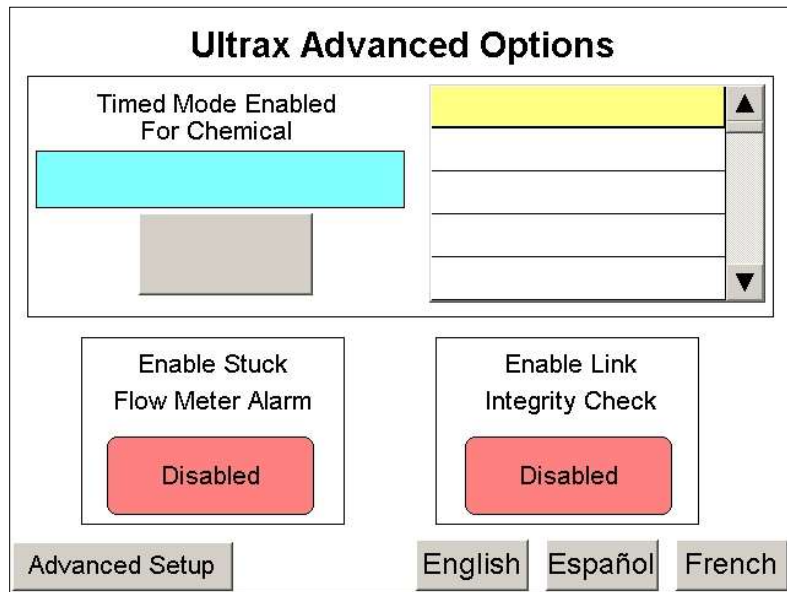 Ultrax Advanced Options
Timed Mode Enabled
For Chemical
Enable Stuck
Flow Meter Alarm
Disabled
Enable Link
Integrity Check
Disabled
Advanced Setup
English
Español
French